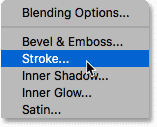 Blending Options...
Bevel & Emboss...
Stroke...
Inner Shadow...
Inner Glow...
Satin...